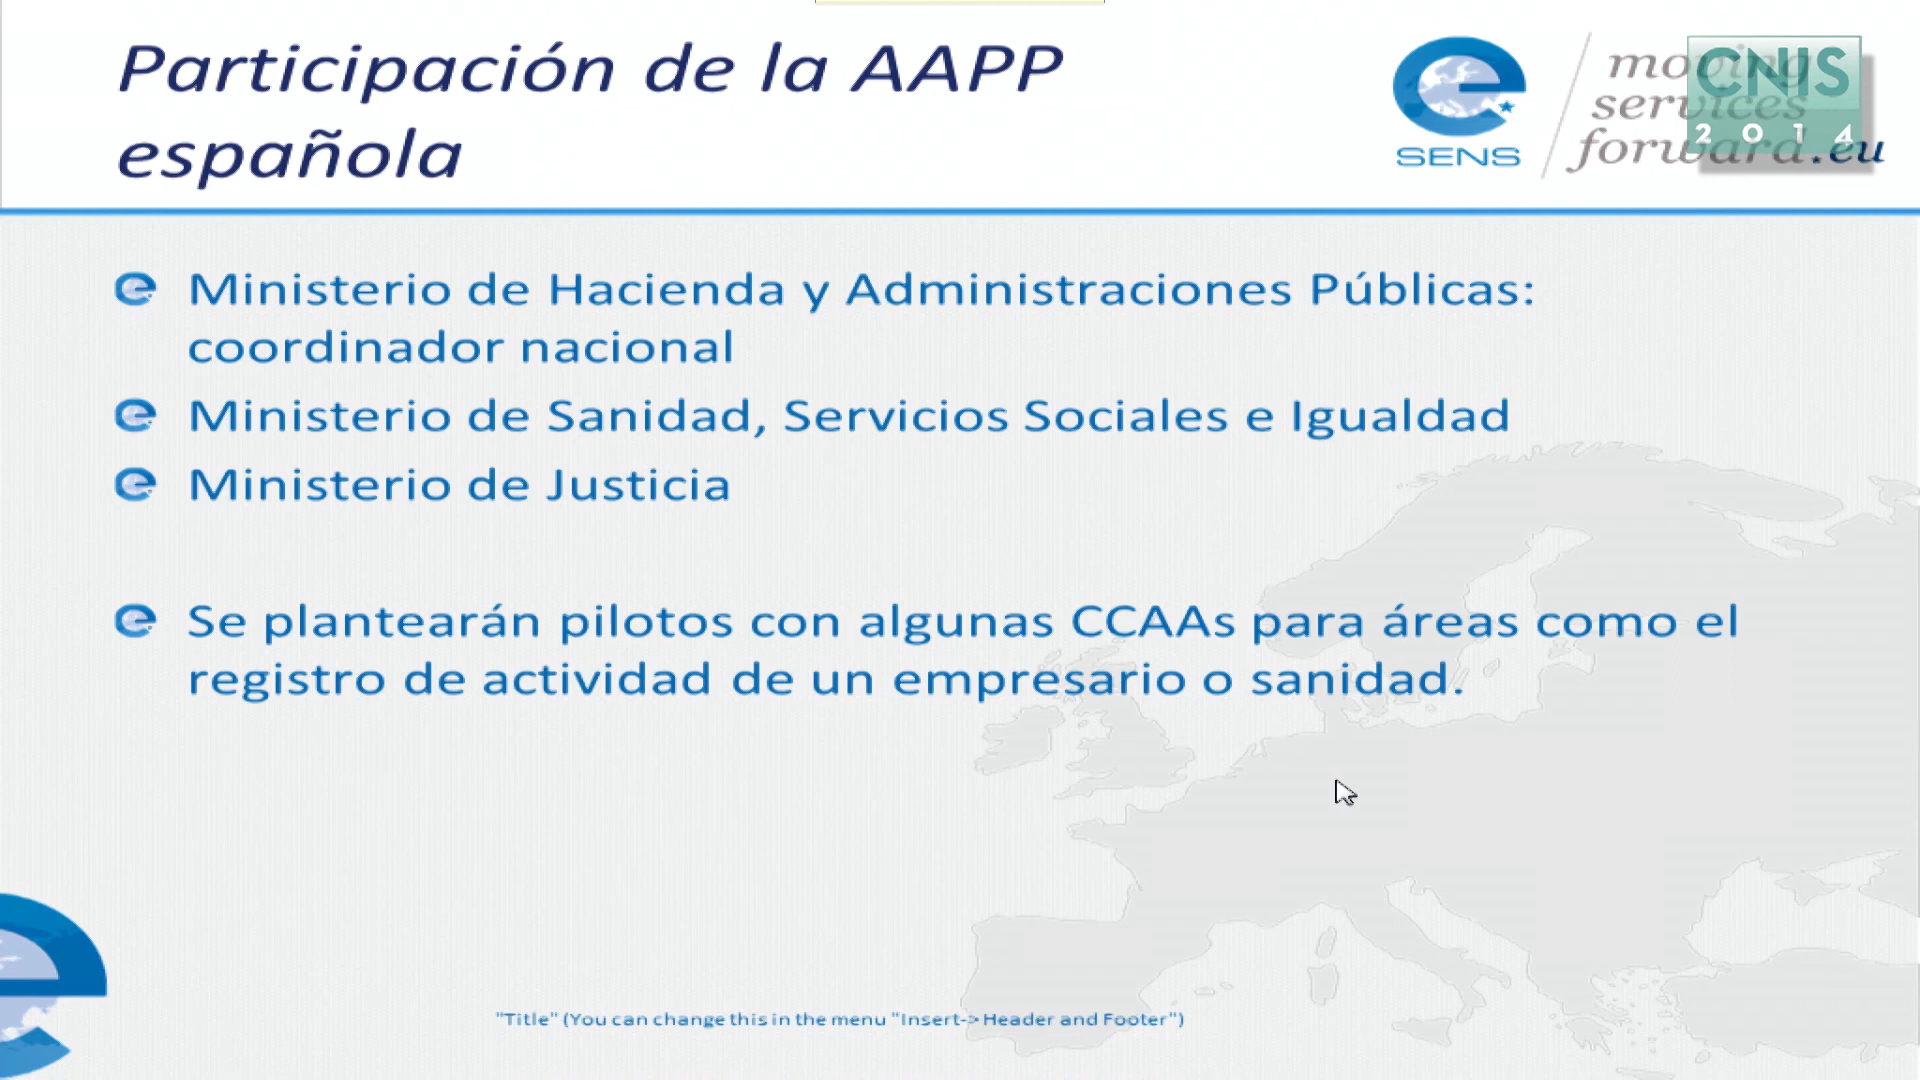 Participación de la AAPP
española
SENS
moving
services
forward.eu
CNIS
2014
Ministerio de Hacienda y Administraciones Públicas:
coordinador nacional
Ministerio de Sanidad, Servicios Sociales e Igualdad
Ministerio de Justicia
Se plantearán pilotos con algunas CCAAs para áreas como el
registro de actividad de un empresario o sanidad.
"Title" (You can change this in the menu "Insert-> Header and Footer")